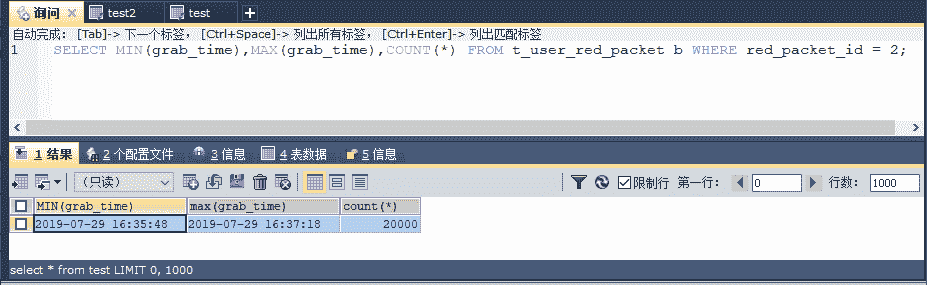 询问 test2 test
自动完成： [Tab]-> 下一个标签， [Ctrl+Space]-> 列出所有标签， [Ctrl+Enter]-> 列出匹配标签
1 SELECT MIN(grab_time),MAX(grab_time),COUNT(*) FROM t_user_red_packet b WHERE red_packet_id = 2;
1 结果 2 个配置文件 3 信息 4 表数据 5 信息
（只读） 限制行 第一行： 0 行数： 1000
MIN(grab_time) max(grab_time) count(*)
2019-07-29 16:35:48 2019-07-29 16:37:18 20000
select * from test LIMIT 0, 1000